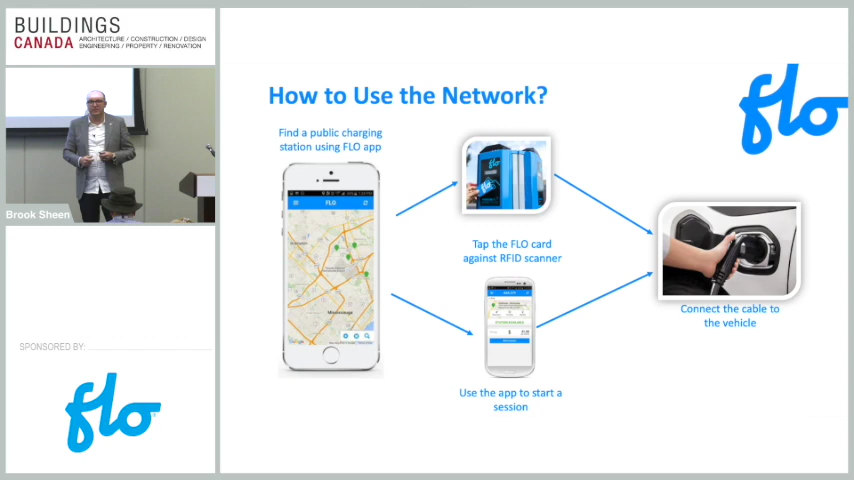 BUILDINGS
CANADA
ARCHITECTURE / CONSTRUCTION / DESIGN
ENGINEERING / PROPERTY / RENOVATION
Brook Sheen
SPONSORED BY:
flo
How to Use the Network?
flo
Find a public charging
station using FLO app
FLO
Mississauga
Tap the FLO card
against RFID scanner
Use the app to start a
session
Connect the cable to
the vehicle